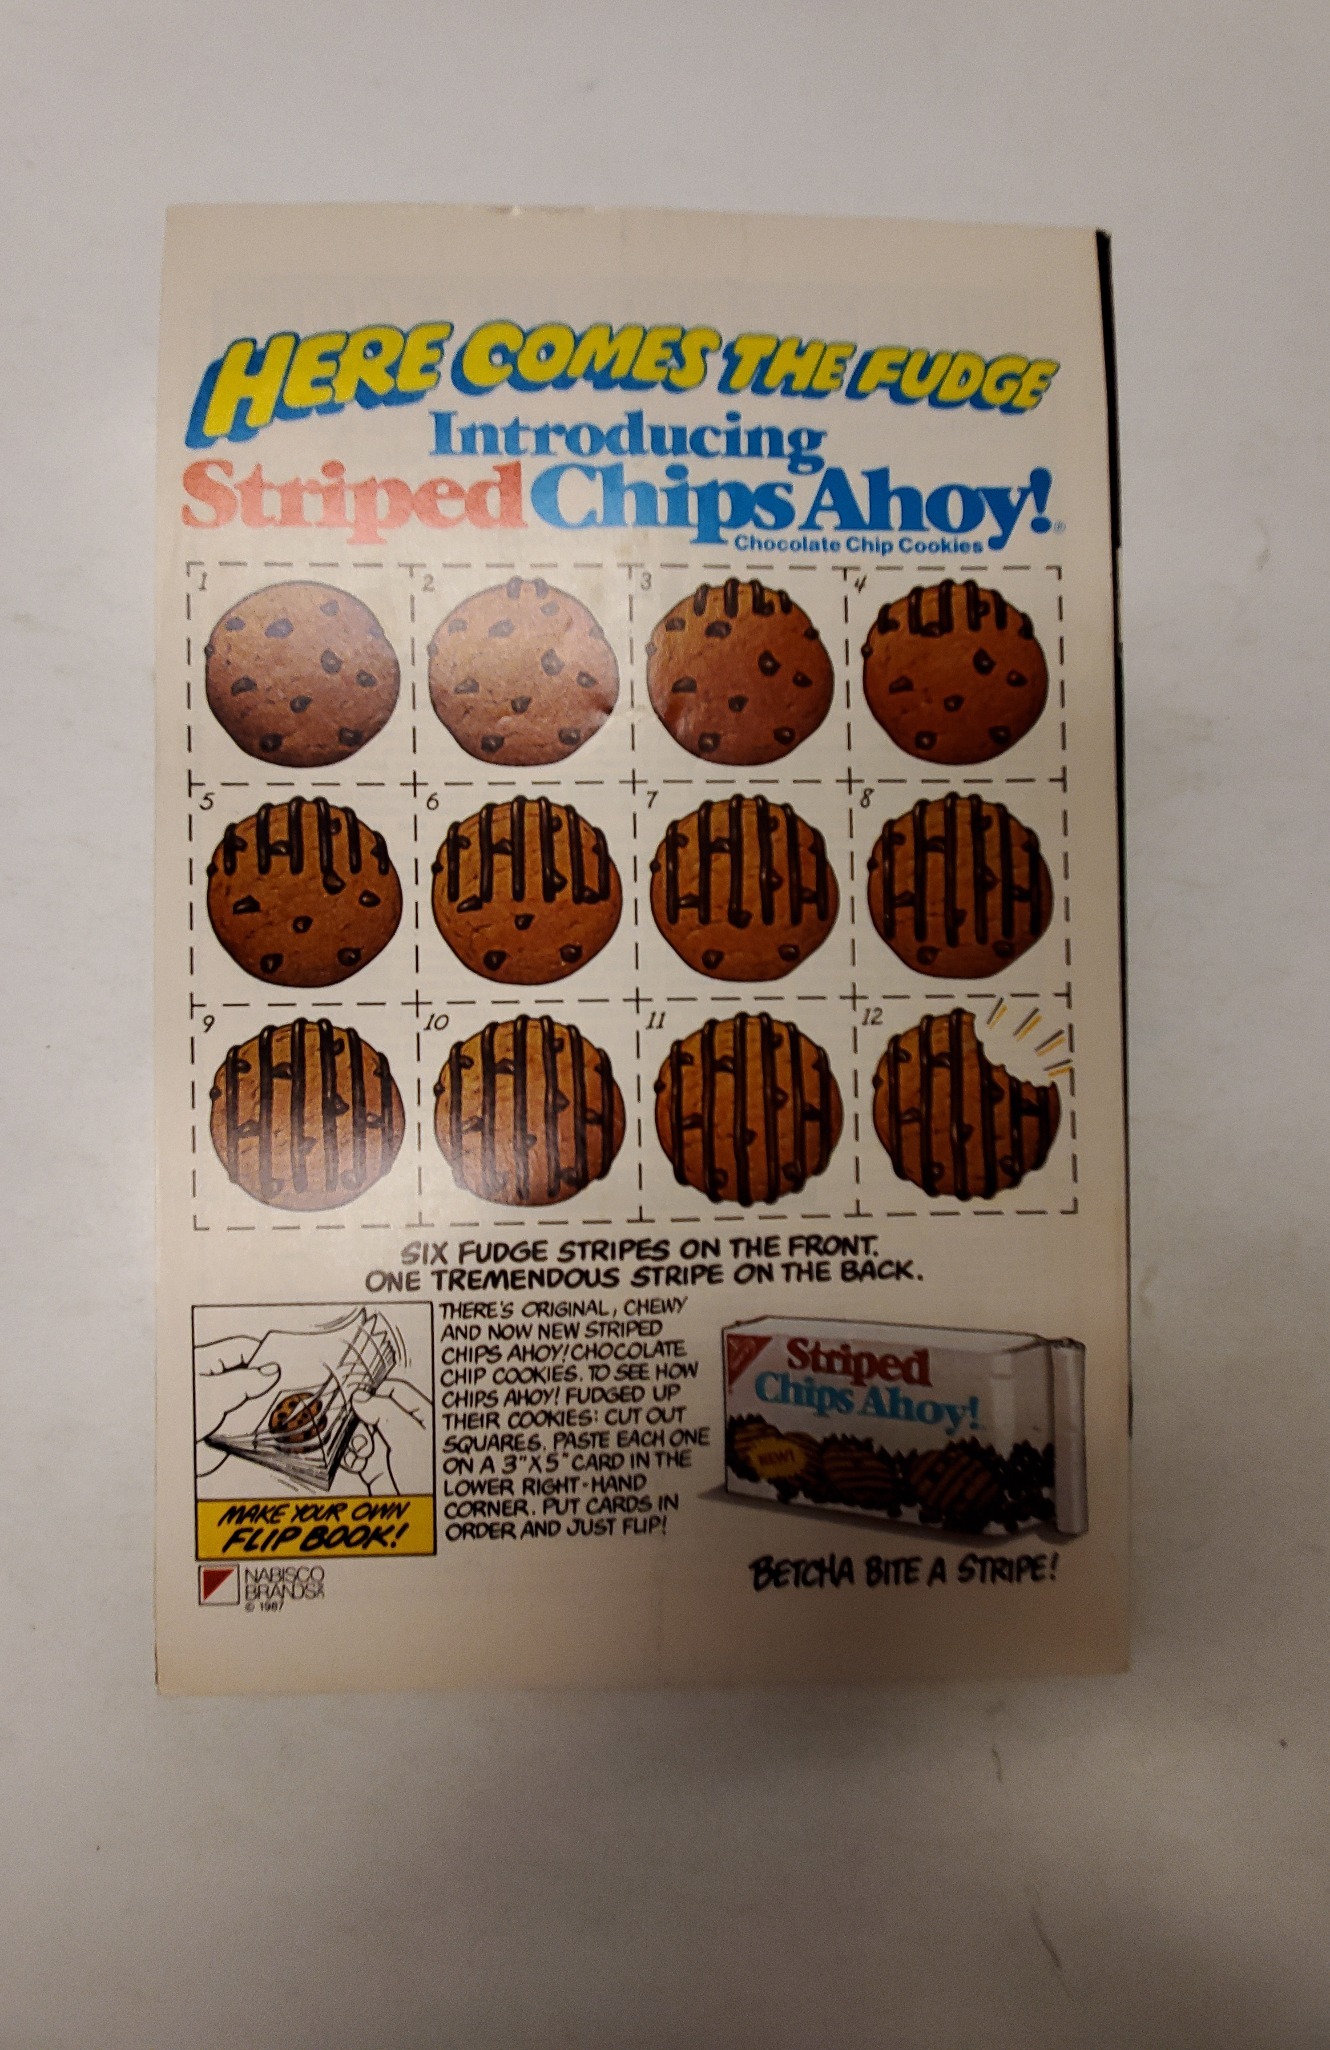 HERE COMES THE FUDGE
Introducing
Striped Chips Ahoy!®
Chocolate Chip Cookies
1
2
3
4
5
6
7
8
9
10
11
12
SIX FUDGE STRIPES ON THE FRONT.
ONE TREMENDOUS STRIPE ON THE BACK.
THERE'S ORIGINAL, CHEWY
AND NOW NEW STRIPED
CHIPS AHOY! CHOCOLATE
CHIP COOKIES. TO SEE HOW
CHIPS AHOY! FUDGED UP
THEIR COOKIES: CUT OUT
SQUARES. PASTE EACH ONE
ON A 3"X5" CARD IN THE
LOWER RIGHT-HAND
CORNER. PUT CARDS IN
ORDER AND JUST FLIP!
MAKE YOUR OWN
FLIP BOOK!
Striped
Chips Ahoy!
NEW!
BETCHA BITE A STRIPE!
NABISCO
BRANDS
© 1987